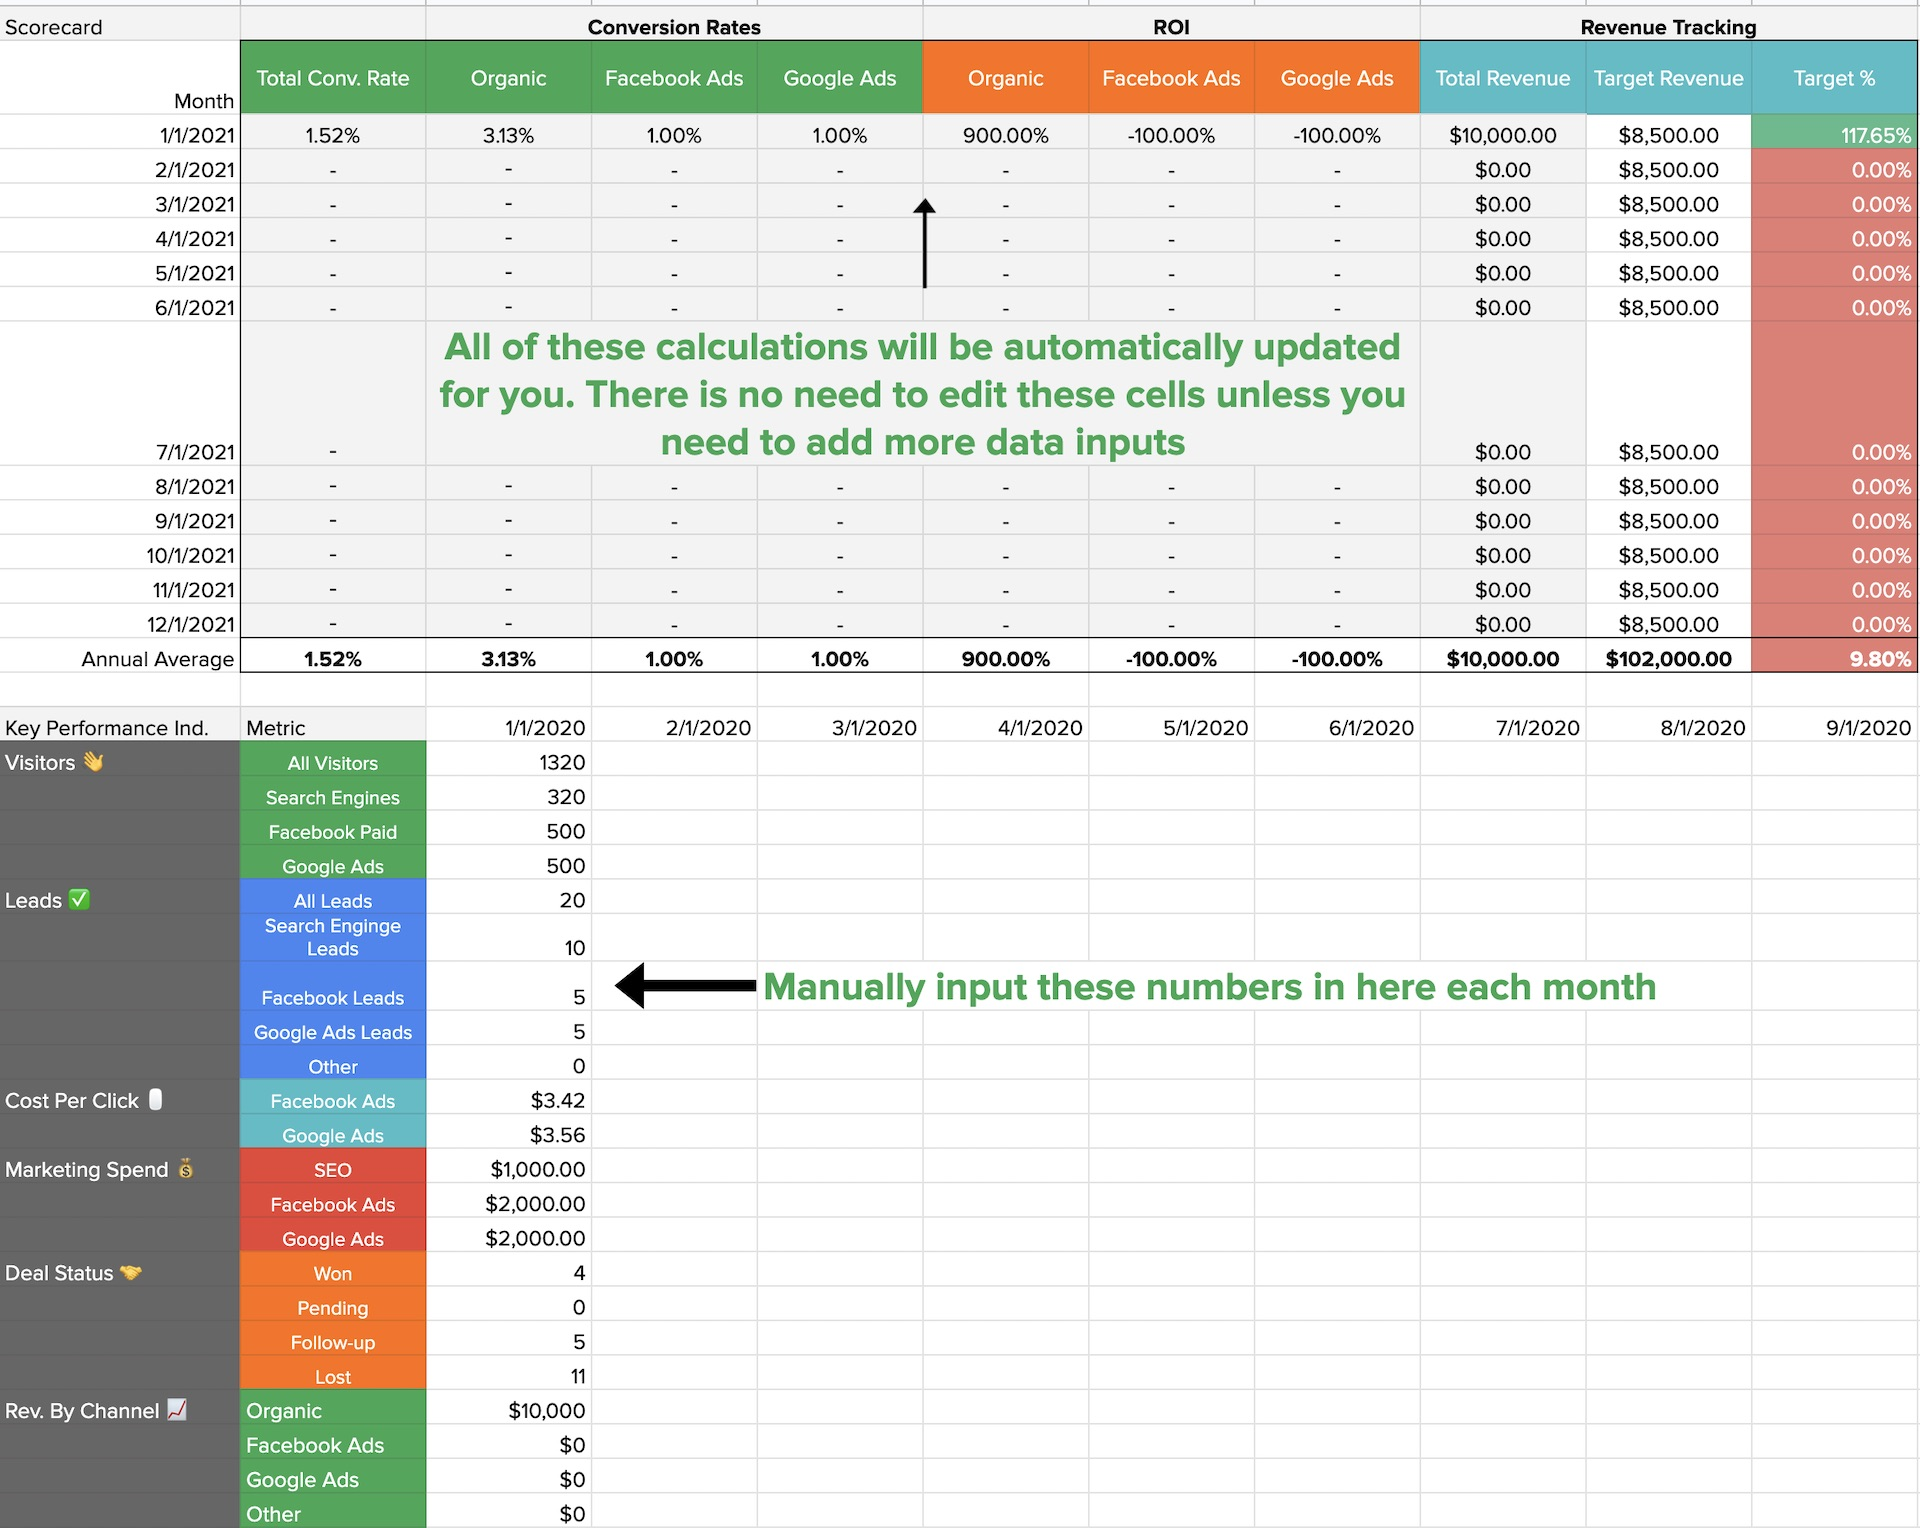 Scorecard Conversion Rates ROI Revenue Tracking
Month Total Conv. Rate Organic Facebook Ads Google Ads Organic Facebook Ads Google Ads Total Revenue Target Revenue Target %
1/1/2021 1.52% 3.13% 1.00% 1.00% 900.00% -100.00% -100.00% $10,000.00 $8,500.00 117.65%
2/1/2021 - - - - - - - $0.00 $8,500.00 0.00%
3/1/2021 - - - - - - - $0.00 $8,500.00 0.00%
4/1/2021 - - - - - - - $0.00 $8,500.00 0.00%
5/1/2021 - - - - - - - $0.00 $8,500.00 0.00%
6/1/2021 - - - - - - - $0.00 $8,500.00 0.00%
All of these calculations will be automatically updated
for you. There is no need to edit these cells unless you
need to add more data inputs
7/1/2021 - $0.00 $8,500.00 0.00%
8/1/2021 - - - - - - - $0.00 $8,500.00 0.00%
9/1/2021 - - - - - - - $0.00 $8,500.00 0.00%
10/1/2021 - - - - - - - $0.00 $8,500.00 0.00%
11/1/2021 - - - - - - - $0.00 $8,500.00 0.00%
12/1/2021 - - - - - - - $0.00 $8,500.00 0.00%
Annual Average 1.52% 3.13% 1.00% 1.00% 900.00% -100.00% -100.00% $10,000.00 $102,000.00 9.80%
Key Performance Ind. Metric 1/1/2020 2/1/2020 3/1/2020 4/1/2020 5/1/2020 6/1/2020 7/1/2020 8/1/2020 9/1/2020
Visitors 👋 All Visitors 1320
Search Engines 320
Facebook Paid 500
Google Ads 500
Leads ✅ All Leads 20
Search Enginge
Leads 10
Facebook Leads 5
Manually input these numbers in here each month
Google Ads Leads 5
Other 0
Cost Per Click 🖱 Facebook Ads $3.42
Google Ads $3.56
Marketing Spend 💰 SEO $1,000.00
Facebook Ads $2,000.00
Google Ads $2,000.00
Deal Status 🤝 Won 4
Pending 0
Follow-up 5
Lost 11
Rev. By Channel 📈 Organic $10,000
Facebook Ads $0
Google Ads $0
Other $0